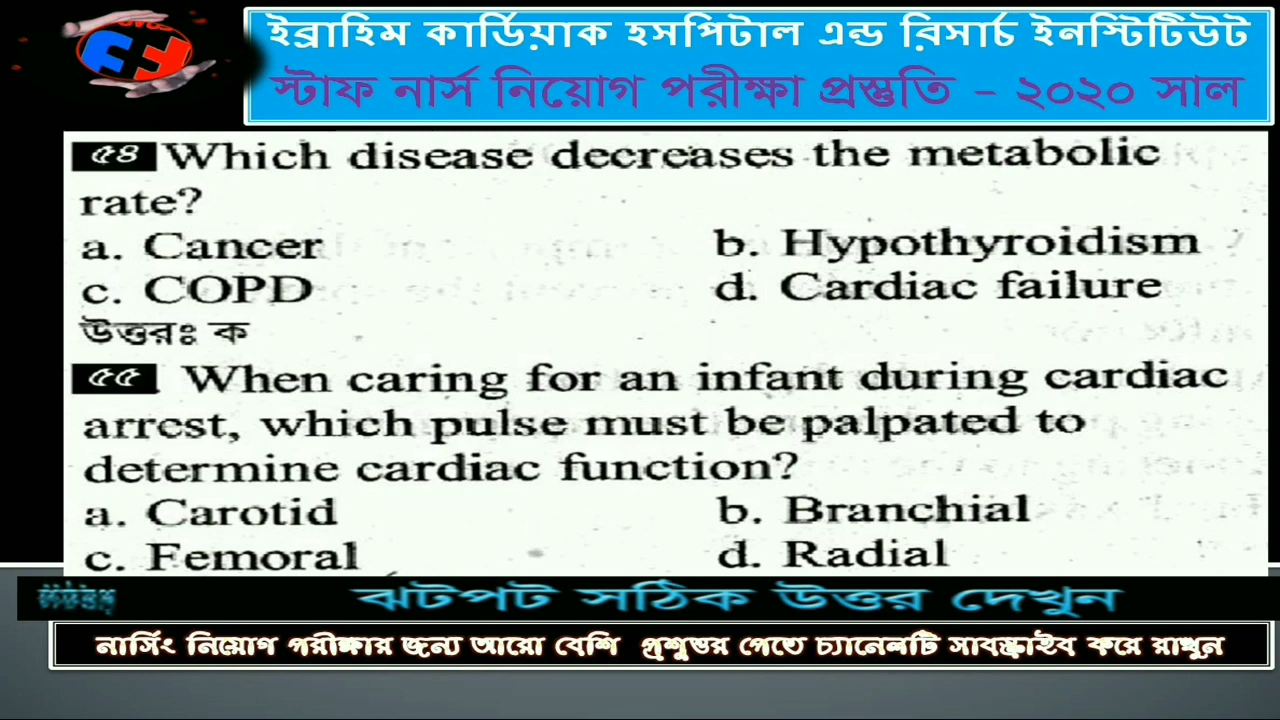 ইব্রাহিম কার্ডিয়াক হসপিটাল এন্ড রিসার্চ ইনস্টিটিউট
স্টাফ নার্স নিয়োগ পরীক্ষা প্রস্তুতি - ২০২০ সাল
৫৪ Which disease decreases the metabolic
rate?
a. Cancer b. Hypothyroidism
c. COPD d. Cardiac failure
উত্তরঃ ক
৫৫ When caring for an infant during cardiac
arrest, which pulse must be palpated to
determine cardiac function?
a. Carotid b. Branchial
c. Femoral d. Radial
ঝটপট সঠিক উত্তর দেখুন
নার্সিং নিয়োগ পরীক্ষার জন্য আরো বেশি প্রশ্নুত্তর পেতে চ্যানেলটি সাবস্ক্রাইব করে রাখুন